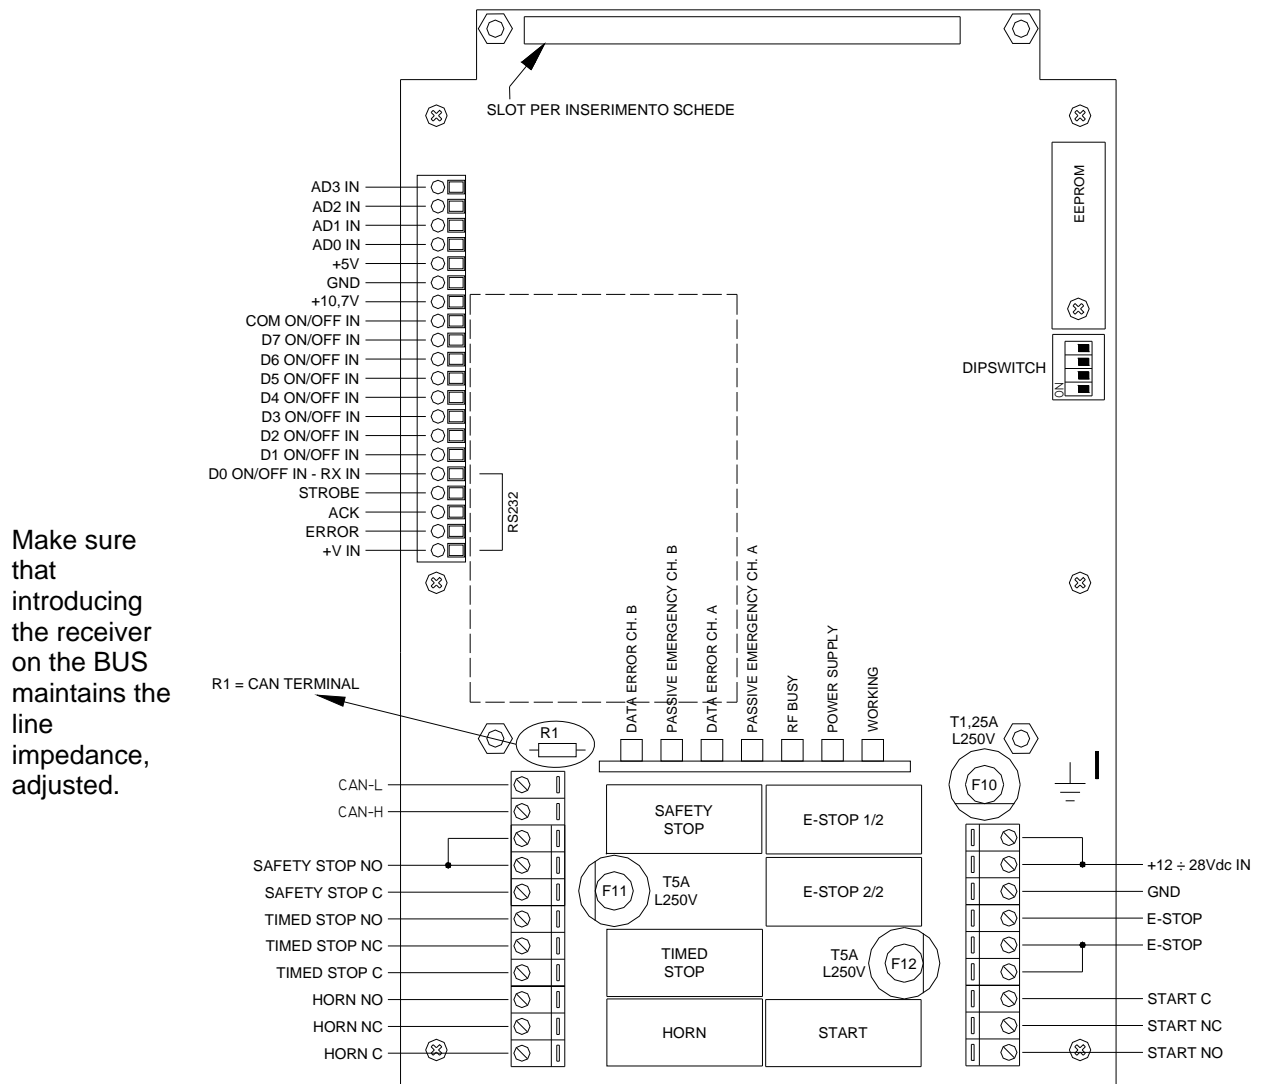 SLOT PER INSERIMENTO SCHEDE
AD3 IN
AD2 IN
AD1 IN
AD0 IN
+5V
GND
+10,7V
COM ON/OFF IN
D7 ON/OFF IN
D6 ON/OFF IN
D5 ON/OFF IN
D4 ON/OFF IN
D3 ON/OFF IN
D2 ON/OFF IN
D1 ON/OFF IN
D0 ON/OFF IN - RX IN
STROBE
ACK
ERROR
+V IN
RS232
EEPROM
DIPSWITCH
ON
Make sure
that
introducing
the receiver
on the BUS
maintains the
line
impedance,
adjusted.
R1 = CAN TERMINAL
R1
DATA ERROR CH. B
PASSIVE EMERGENCY CH. B
DATA ERROR CH. A
PASSIVE EMERGENCY CH. A
RF BUSY
POWER SUPPLY
WORKING
T1,25A
L250V
F10
CAN-L
CAN-H
SAFETY STOP NO
SAFETY STOP C
TIMED STOP NO
TIMED STOP NC
TIMED STOP C
HORN NO
HORN NC
HORN C
SAFETY
STOP
E-STOP 1/2
F11
T5A
L250V
E-STOP 2/2
TIMED
STOP
T5A
L250V
F12
HORN
START
+12 ÷ 28Vdc IN
GND
E-STOP
E-STOP
START C
START NC
START NO